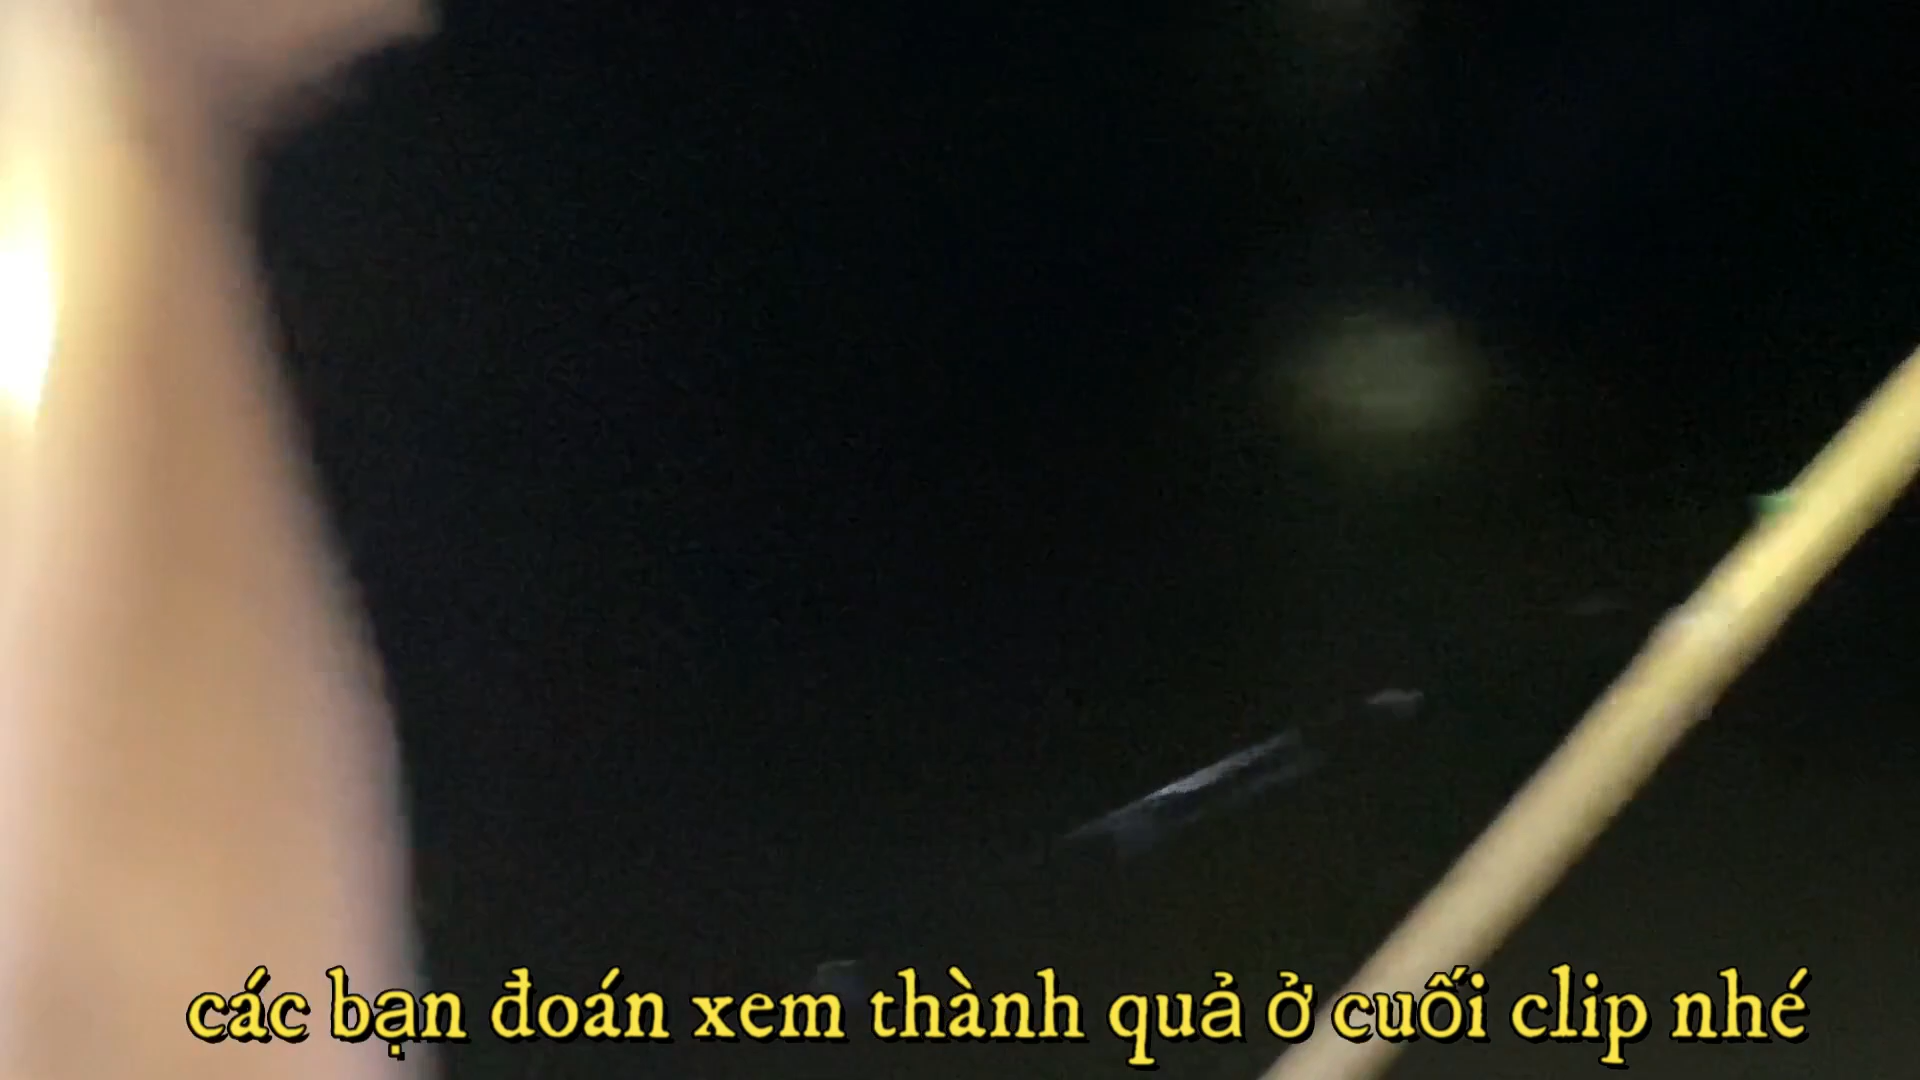 các bạn đoán xem thành quả ở cuối clip nhé